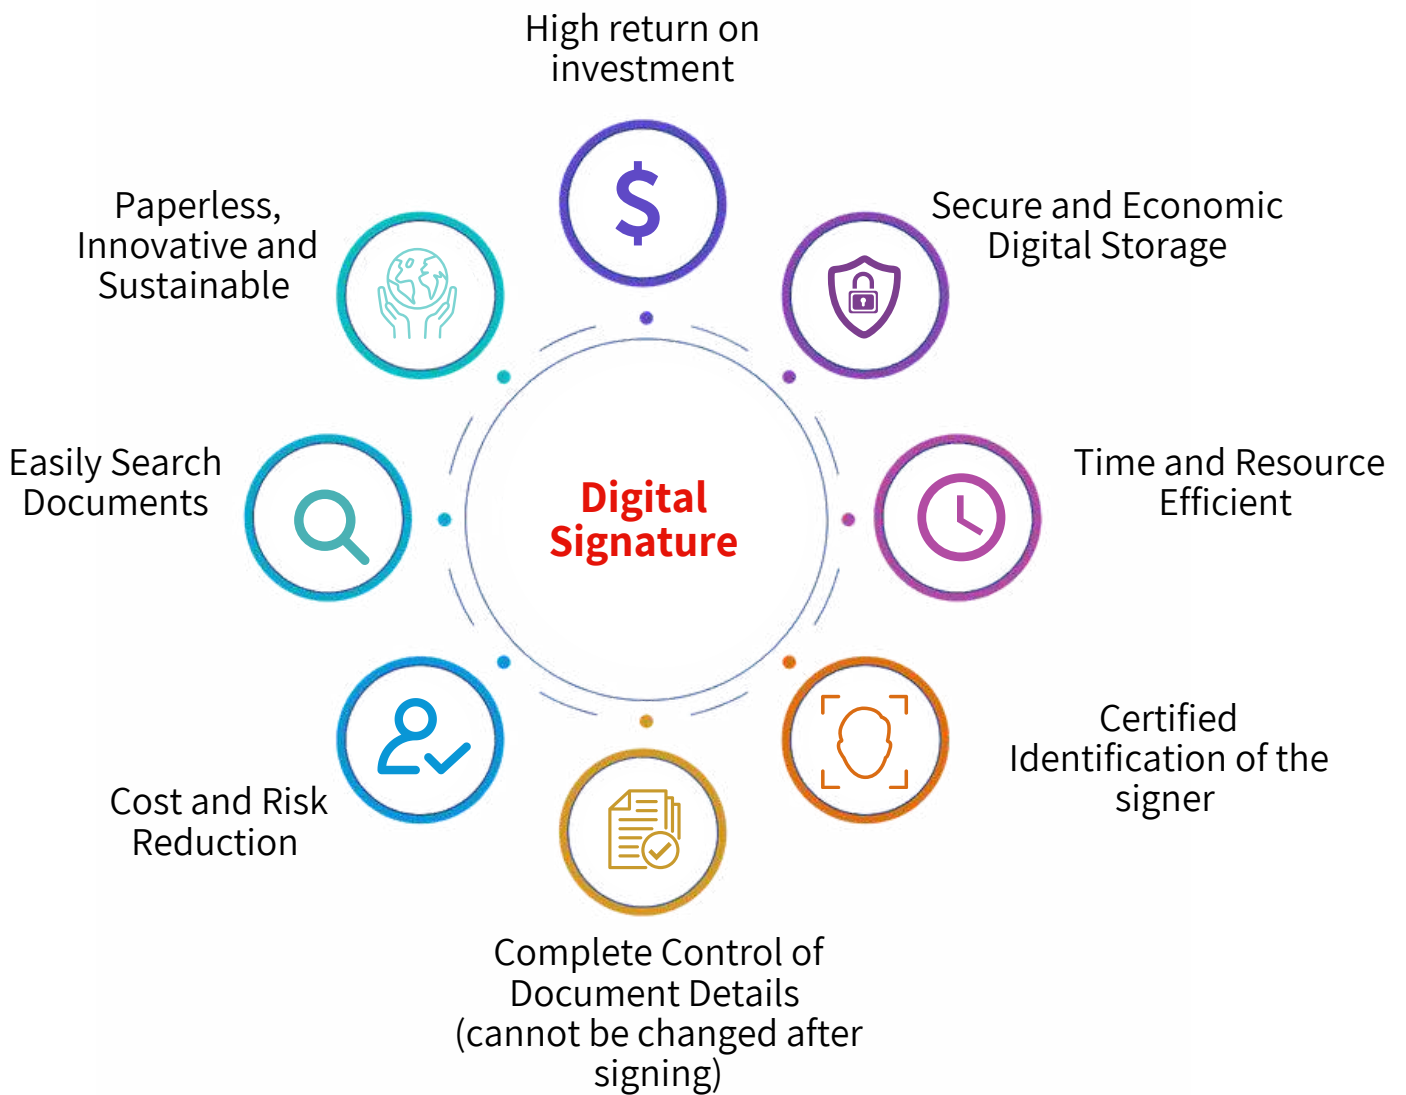 High return on
investment
Paperless,
Innovative and
Sustainable
Secure and Economic
Digital Storage
Easily Search
Documents
Digital
Signature
Time and Resource
Efficient
Cost and Risk
Reduction
Certified
Identification of the
signer
Complete Control of
Document Details
(cannot be changed after
signing)